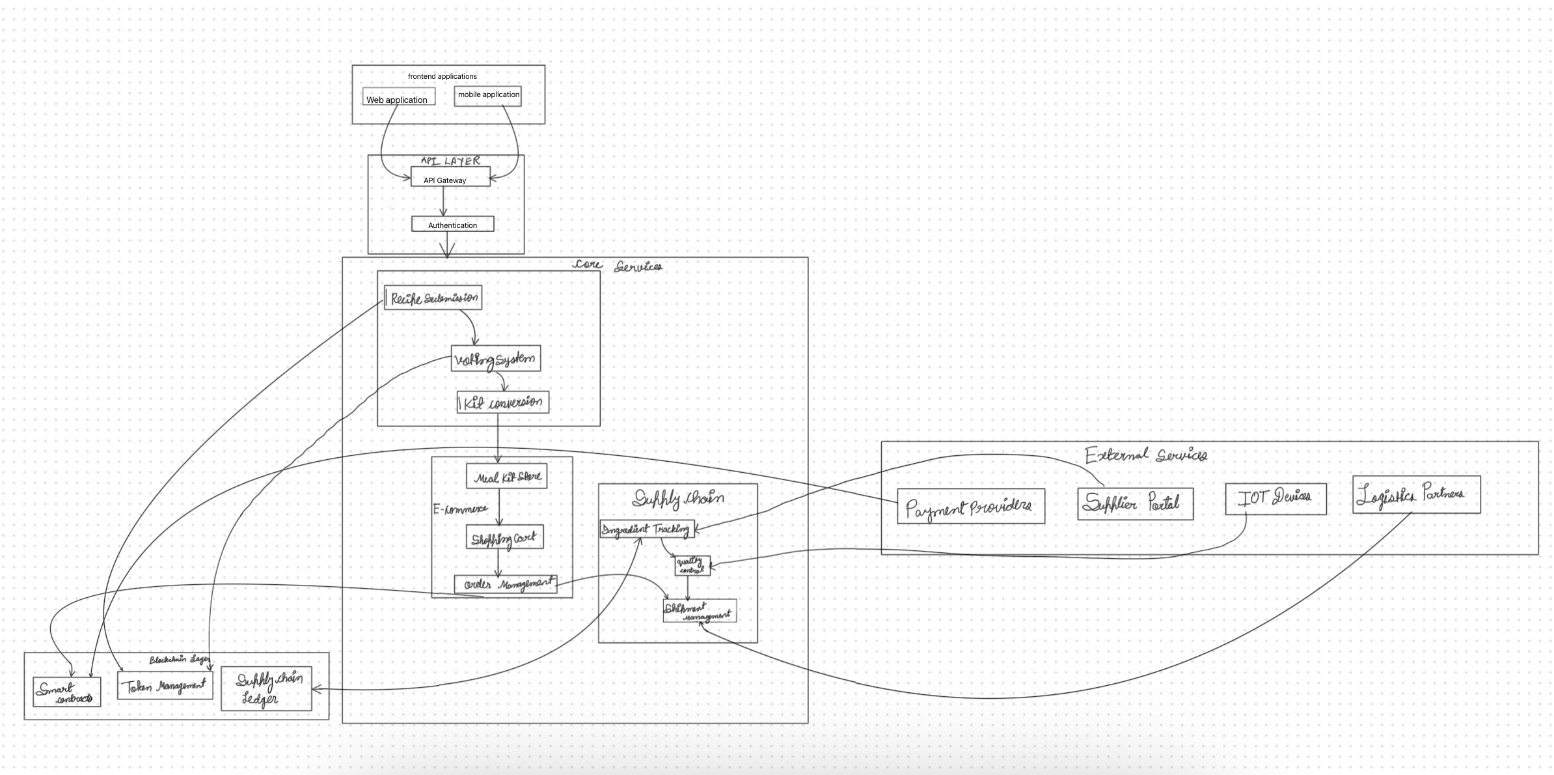 frontend applications
Web application
mobile application
API LAYER
API Gateway
Authentication
Core Services
Recipe Submission
Voting System
Kit conversion
Meal Kit Store
E-commerce
Shopping Cart
Order Management
Supply chain
Ingredient Tracking
quality
control
Shipment
Management
External Services
Payment Providers
Supplier Portal
IOT Devices
Logistics Partners
Blockchain Layer
Smart
contracts
Token Management
Supply chain
Ledger